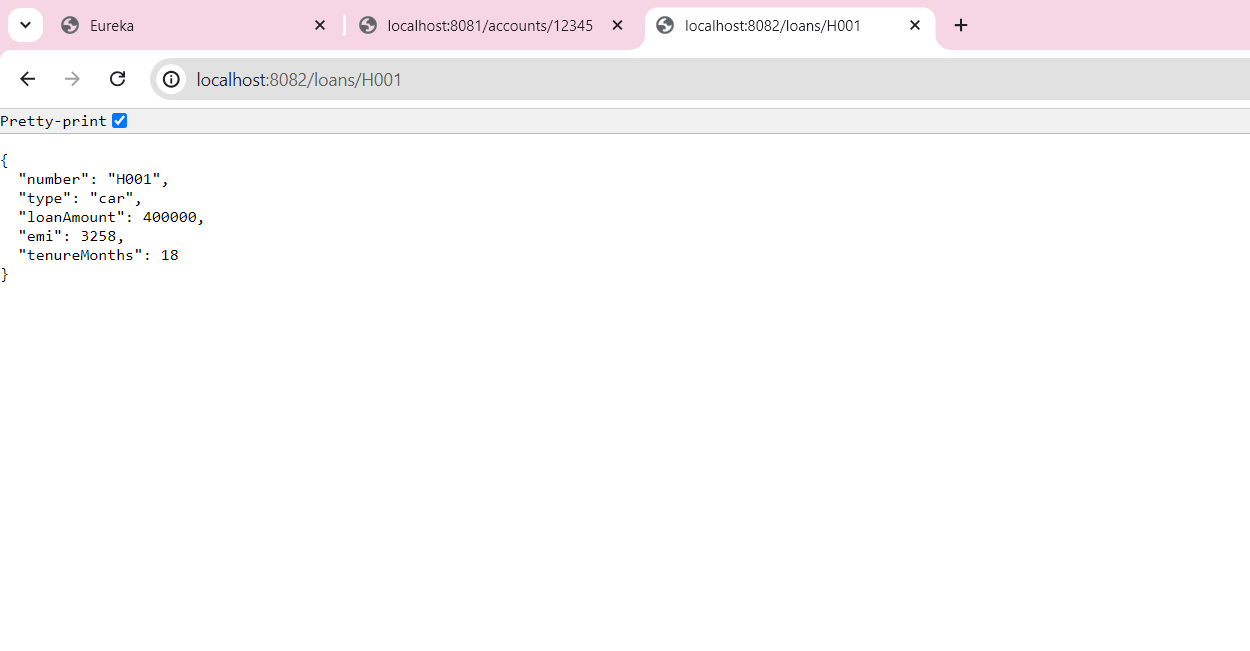 Eureka
localhost:8081/accounts/12345
localhost:8082/loans/H001
localhost:8082/loans/H001
Pretty-print
{
  "number": "H001",
  "type": "car",
  "loanAmount": 400000,
  "emi": 3258,
  "tenureMonths": 18
}